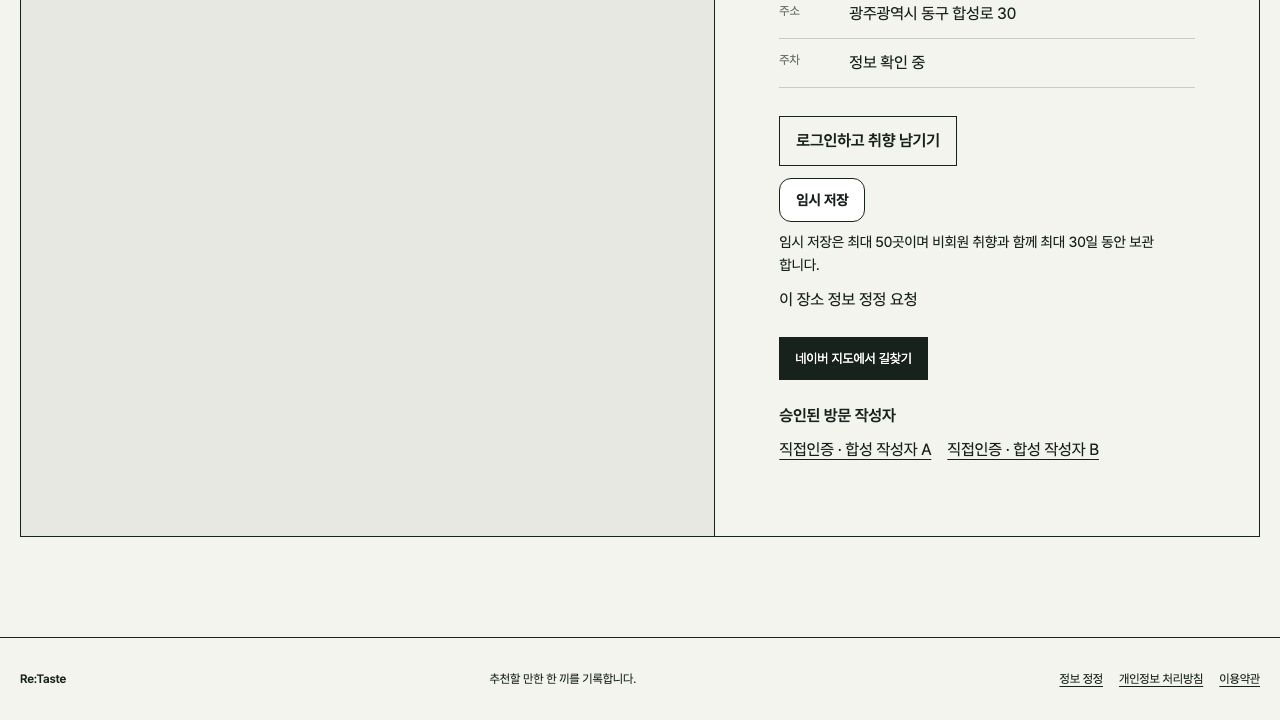 주소 광주광역시 동구 합성로 30
주차 정보 확인 중
로그인하고 취향 남기기
임시 저장
임시 저장은 최대 50곳이며 비회원 취향과 함께 최대 30일 동안 보관
합니다.
이 장소 정보 정정 요청
네이버 지도에서 길찾기
승인된 방문 작성자
직접인증 · 합성 작성자 A 직접인증 · 합성 작성자 B
Re:Taste 추천할 만한 한 끼를 기록합니다. 정보 정정 개인정보 처리방침 이용약관